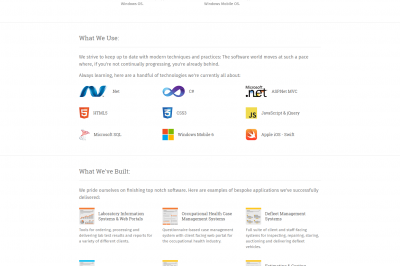 Windows OS.
Windows Mobile OS.
What We Use:
We strive to keep up to date with modern techniques and practices: The software world moves at such a pace
where, if you're not continually progressing, you're already behind.
Always learning, here are a handful of technologies we're currently all about:
.Net
C#
Microsoft
.net
ASP.Net MVC
HTML5
CSS3
JS
JavaScript & jQuery
Microsoft SQL
Windows Mobile 6
Apple iOS - Swift
What We've Built:
We pride ourselves on finishing top notch software. Here are examples of bespoke applications we've successfully
delivered:
Laboratory Information
Systems & Web Portals
Tools for ordering, processing and
delivering lab test results and reports for
a variety of different clients.
Occupational Health Case
Management Systems
Questionnaire-based case management
system with client facing web portal for
the occupational health industry.
Defleet Management
Systems
Full suite of client and staff facing
systems for inspecting, repairing, storing,
auctioning and delivering defleet
vehicles.